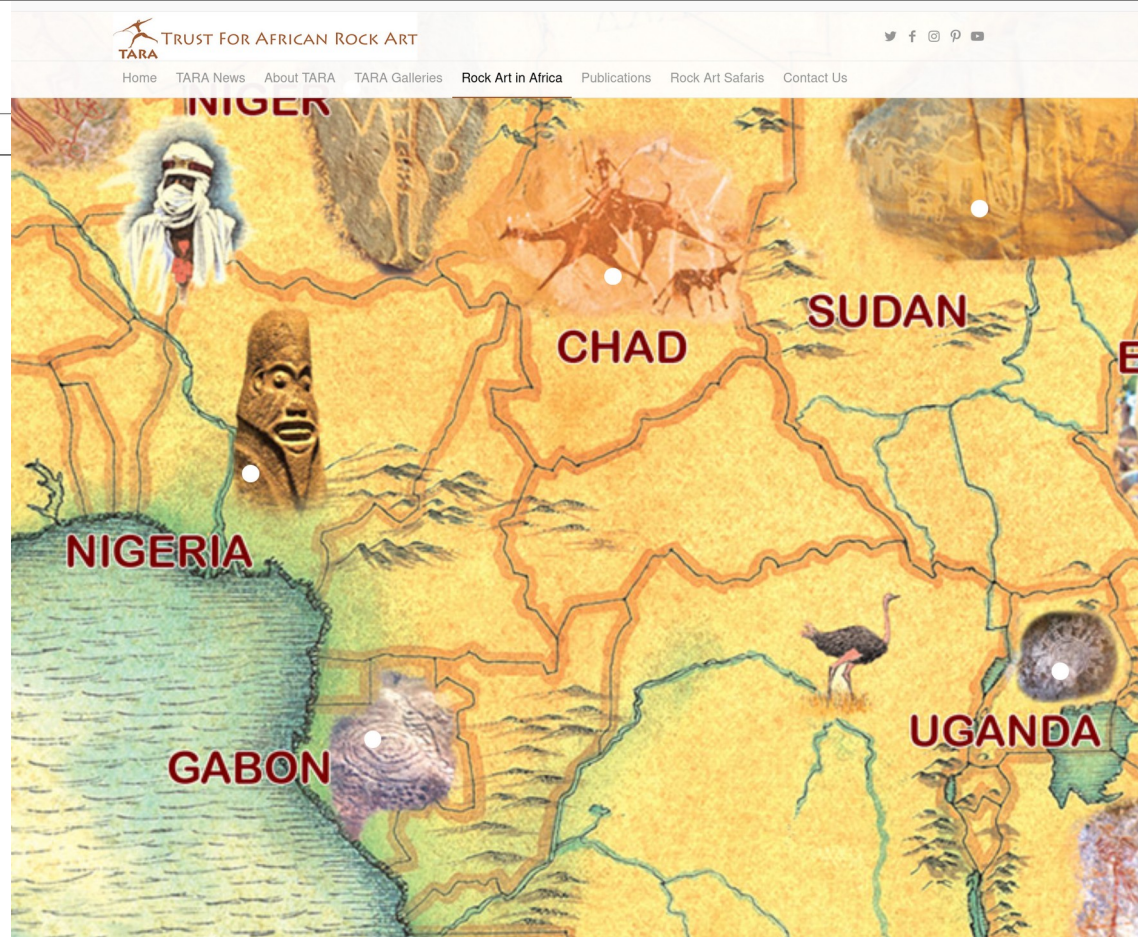 TRUST FOR AFRICAN ROCK ART
TARA
Home TARA News About TARA TARA Galleries Rock Art in Africa Publications Rock Art Safaris Contact Us
NIGER
SUDAN
CHAD
E
NIGERIA
UGANDA
GABON